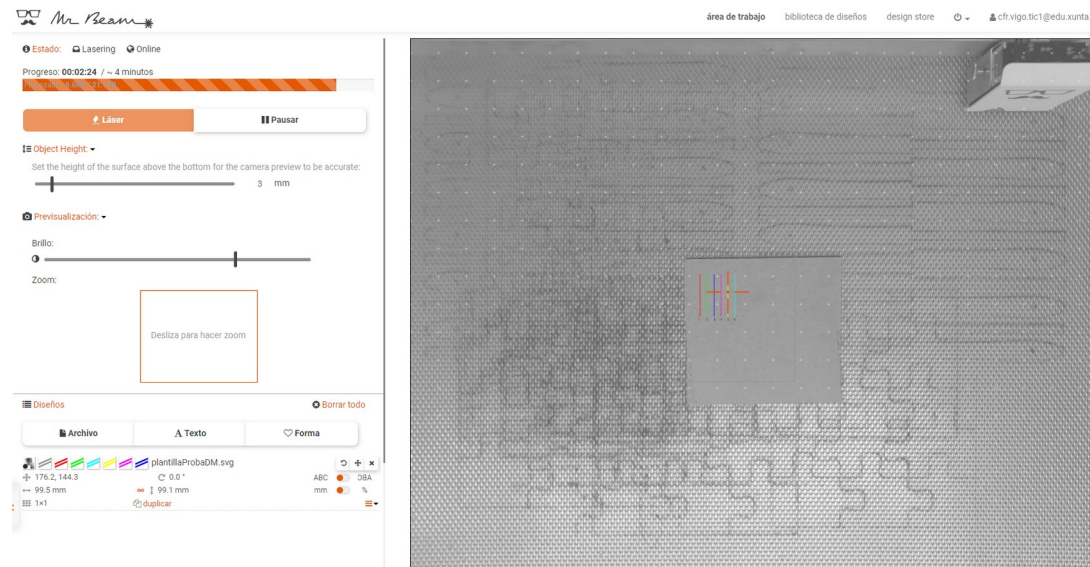 Mr Beam
área de trabajo biblioteca de diseños design store cfr.vigo.tic1@edu.xunta.
Estado: Lasering Online
Progreso: 00:02:24 / ~ 4 minutos
Láser Pausar
Object Height:
Set the height of the surface above the bottom for the camera preview to be accurate:
3 mm
Previsualización:
Brillo:
Zoom:
Desliza para hacer zoom
Diseños Borrar todo
Archivo A Texto Forma
plantillaProbaDM.svg
176.2, 144.3 0.0 ° ABC ABC
99.5 mm 99.1 mm mm %
1×1 duplicar